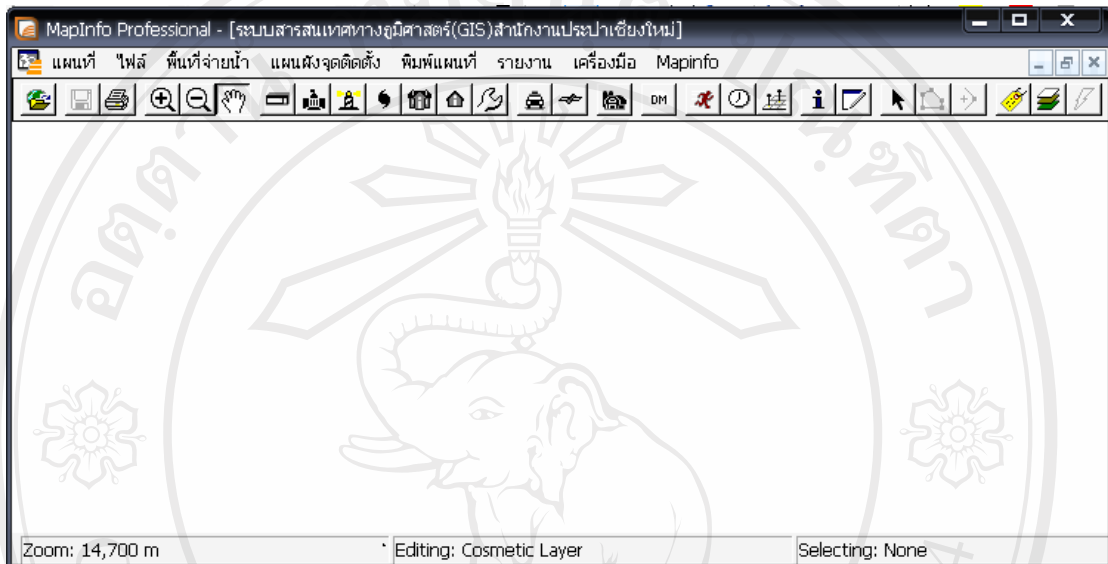 MapInfo Professional - [ระบบสารสนเทศทางภูมิศาสตร์(GIS)สำนักงานประปาเชียงใหม่]
แผนที่ ไฟล์ พื้นที่จ่ายน้ำ แผนผังจุดติดตั้ง พิมพ์แผนที่ รายงาน เครื่องมือ Mapinfo
DM
Zoom: 14,700 m Editing: Cosmetic Layer Selecting: None